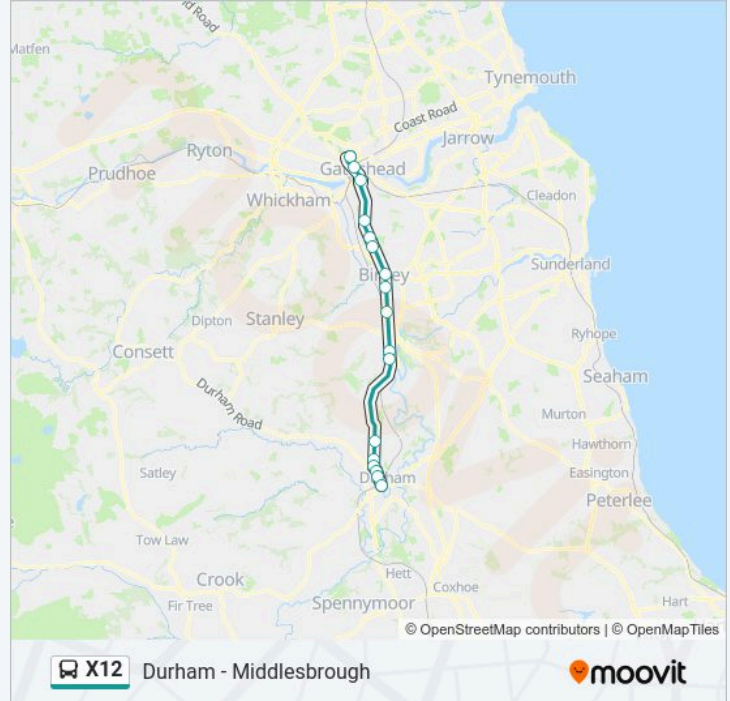 d Road
Matfen
Tynemouth
Coast Road
Jarrow
Ryton
Gateshead
Prudhoe
Whickham
Cleadon
Sunderland
Birtley
Dipton
Stanley
Ryhope
Consett
Seaham
Durham Road
Murton
Hawthorn
Satley
Durham
Easington
Peterlee
Tow Law
Crook
Hett
Coxhoe
Hart
Fir Tree
Spennymoor
© OpenStreetMap contributors | © OpenMapTiles
X12 Durham - Middlesbrough
moovit